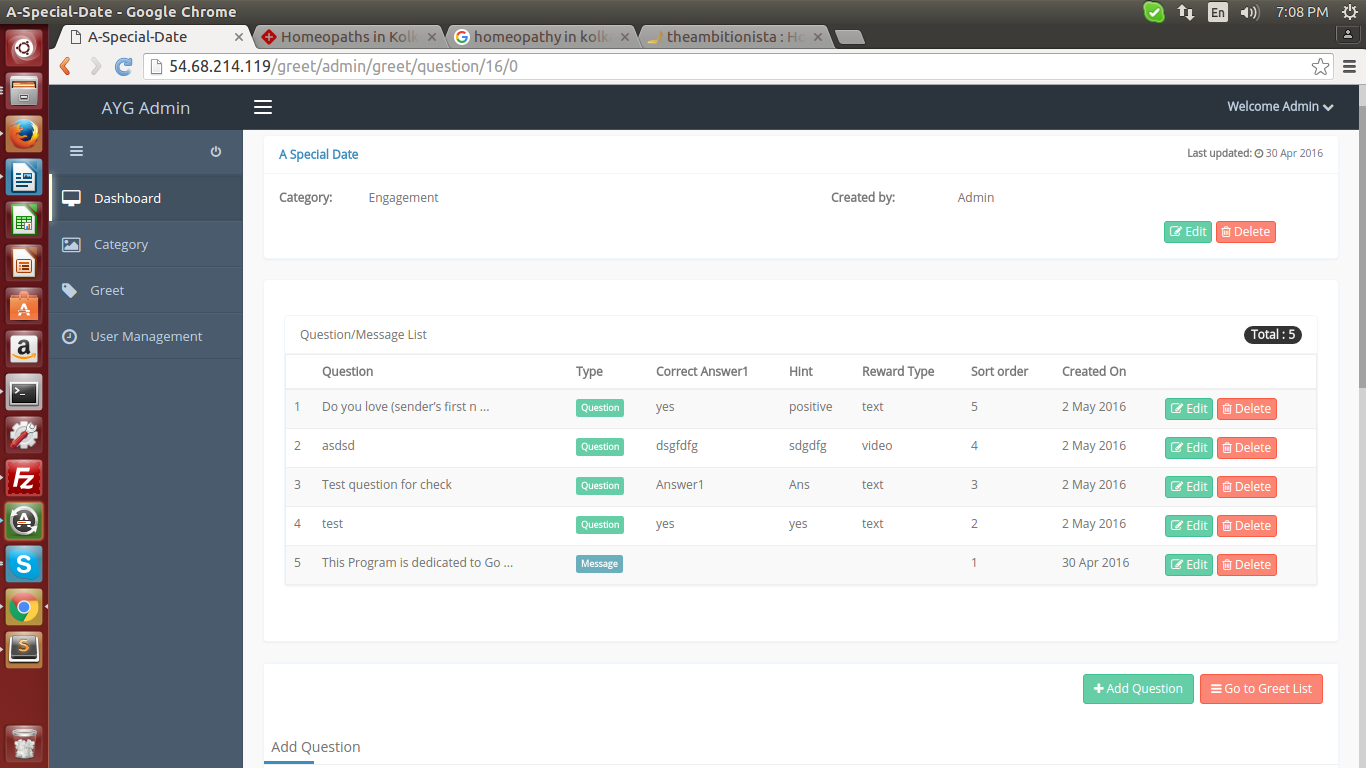 A-Special-Date - Google Chrome
En
7:08 PM
A-Special-Date
Homeopaths in Kolk
homeopathy in kolk
theambitionista : Ho
54.68.214.119/greet/admin/greet/question/16/0
AYG Admin
Welcome Admin
Dashboard
Category
Greet
User Management
A Special Date
Last updated: 30 Apr 2016
Category: Engagement Created by: Admin
Edit Delete
Question/Message List
Total : 5
Question Type Correct Answer1 Hint Reward Type Sort order Created On
1 Do you love (sender's first n ... Question yes positive text 5 2 May 2016 Edit Delete
2 asdsd Question dsgfdfg sdgdfg video 4 2 May 2016 Edit Delete
3 Test question for check Question Answer1 Ans text 3 2 May 2016 Edit Delete
4 test Question yes yes text 2 2 May 2016 Edit Delete
5 This Program is dedicated to Go ... Message 1 30 Apr 2016 Edit Delete
Add Question Go to Greet List
Add Question